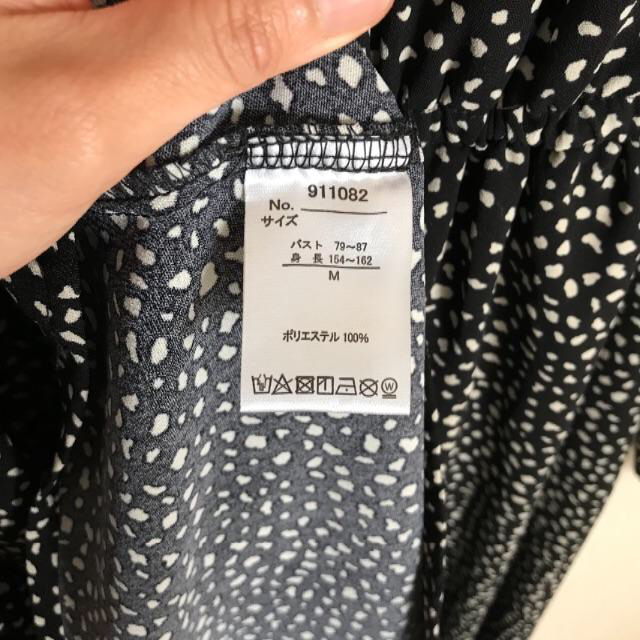 No. 911082
サイズ
バスト 79~87
身長 154~162
M
ポリエステル 100%